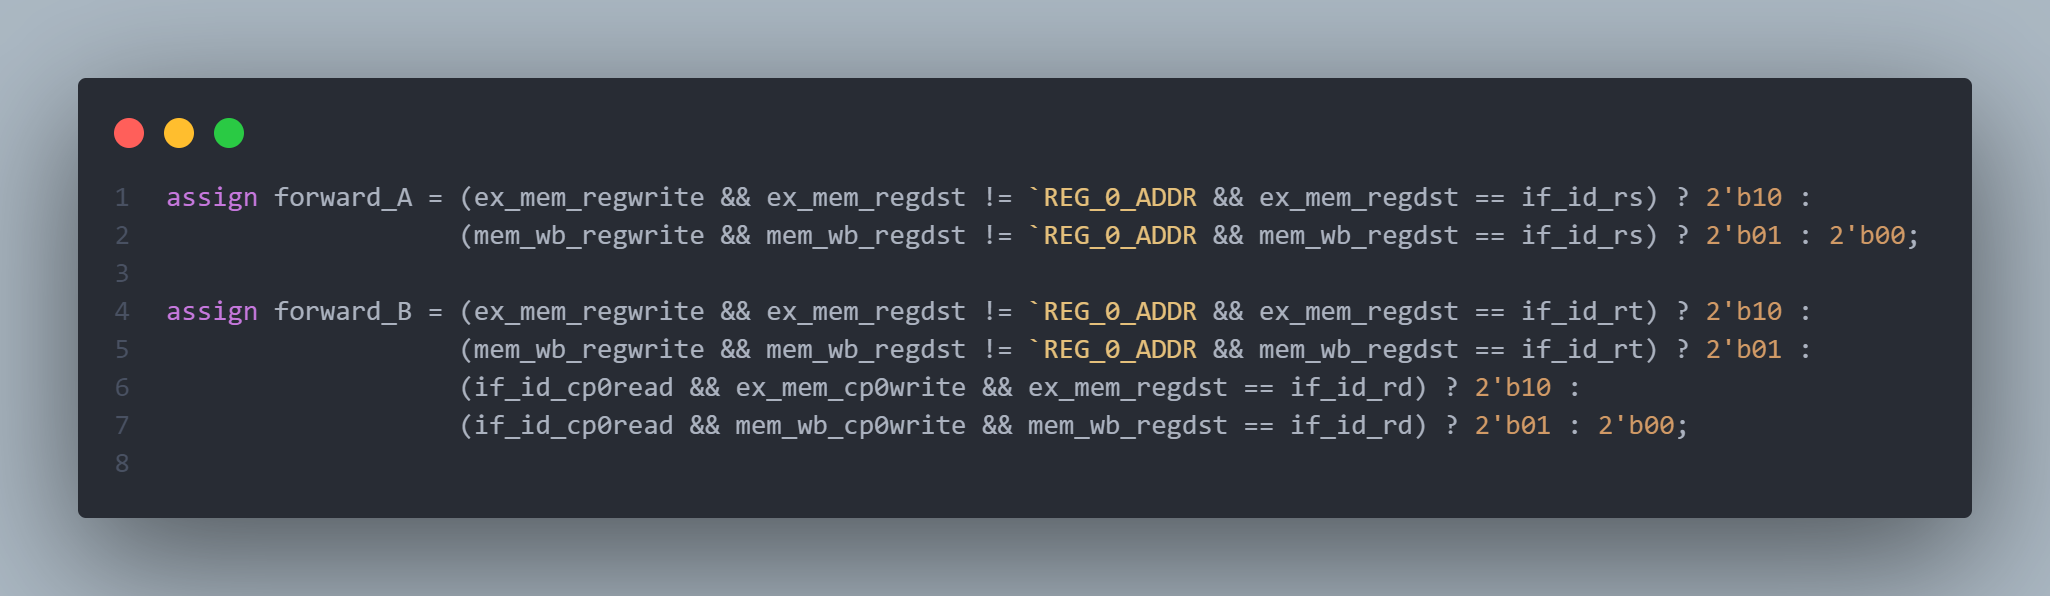 1 assign forward_A = (ex_mem_regwrite && ex_mem_regdst != `REG_0_ADDR && ex_mem_regdst == if_id_rs) ? 2'b10 :
2 (mem_wb_regwrite && mem_wb_regdst != `REG_0_ADDR && mem_wb_regdst == if_id_rs) ? 2'b01 : 2'b00;
3
4 assign forward_B = (ex_mem_regwrite && ex_mem_regdst != `REG_0_ADDR && ex_mem_regdst == if_id_rt) ? 2'b10 :
5 (mem_wb_regwrite && mem_wb_regdst != `REG_0_ADDR && mem_wb_regdst == if_id_rt) ? 2'b01 :
6 (if_id_cp0read && ex_mem_cp0write && ex_mem_regdst == if_id_rd) ? 2'b10 :
7 (if_id_cp0read && mem_wb_cp0write && mem_wb_regdst == if_id_rd) ? 2'b01 : 2'b00;
8